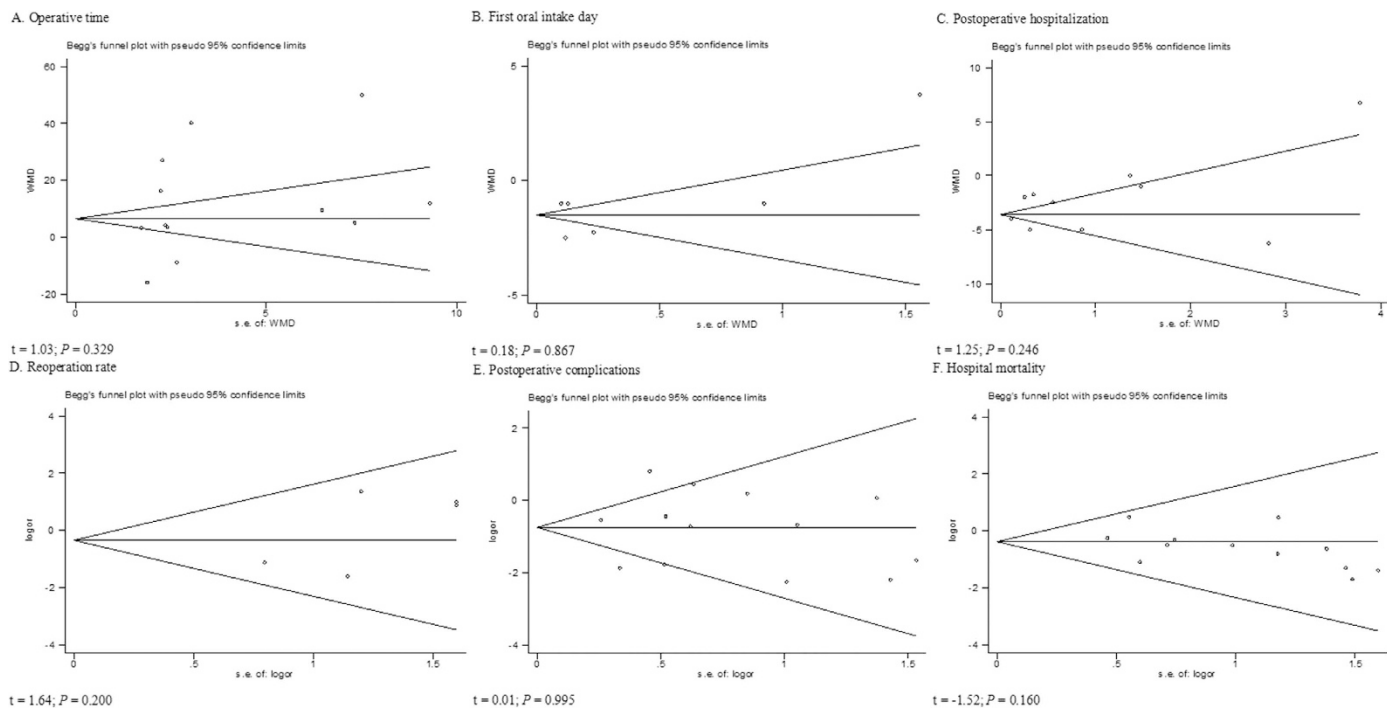 A. Operative time
Begg's funnel plot with pseudo 95% confidence limits
60
40
20
0
-20
WMD
0
5
10
s.e. of: WMD
t = 1.03; P = 0.329
B. First oral intake day
Begg's funnel plot with pseudo 95% confidence limits
5
0
-5
WMD
0
.5
1
1.5
s.e. of: WMD
t = 0.18; P = 0.867
C. Postoperative hospitalization
Begg's funnel plot with pseudo 95% confidence limits
10
5
0
-5
-10
WMD
0
1
2
3
4
s.e. of: WMD
t = 1.25; P = 0.246
D. Reoperation rate
Begg's funnel plot with pseudo 95% confidence limits
4
2
0
-2
-4
logor
0
.5
1
1.5
s.e. of: logor
t = 1.64; P = 0.200
E. Postoperative complications
Begg's funnel plot with pseudo 95% confidence limits
2
0
-2
-4
logor
0
.5
1
1.5
s.e. of: logor
t = 0.01; P = 0.995
F. Hospital mortality
Begg's funnel plot with pseudo 95% confidence limits
4
2
0
-2
-4
logor
0
.5
1
1.5
s.e. of: logor
t = -1.52; P = 0.160